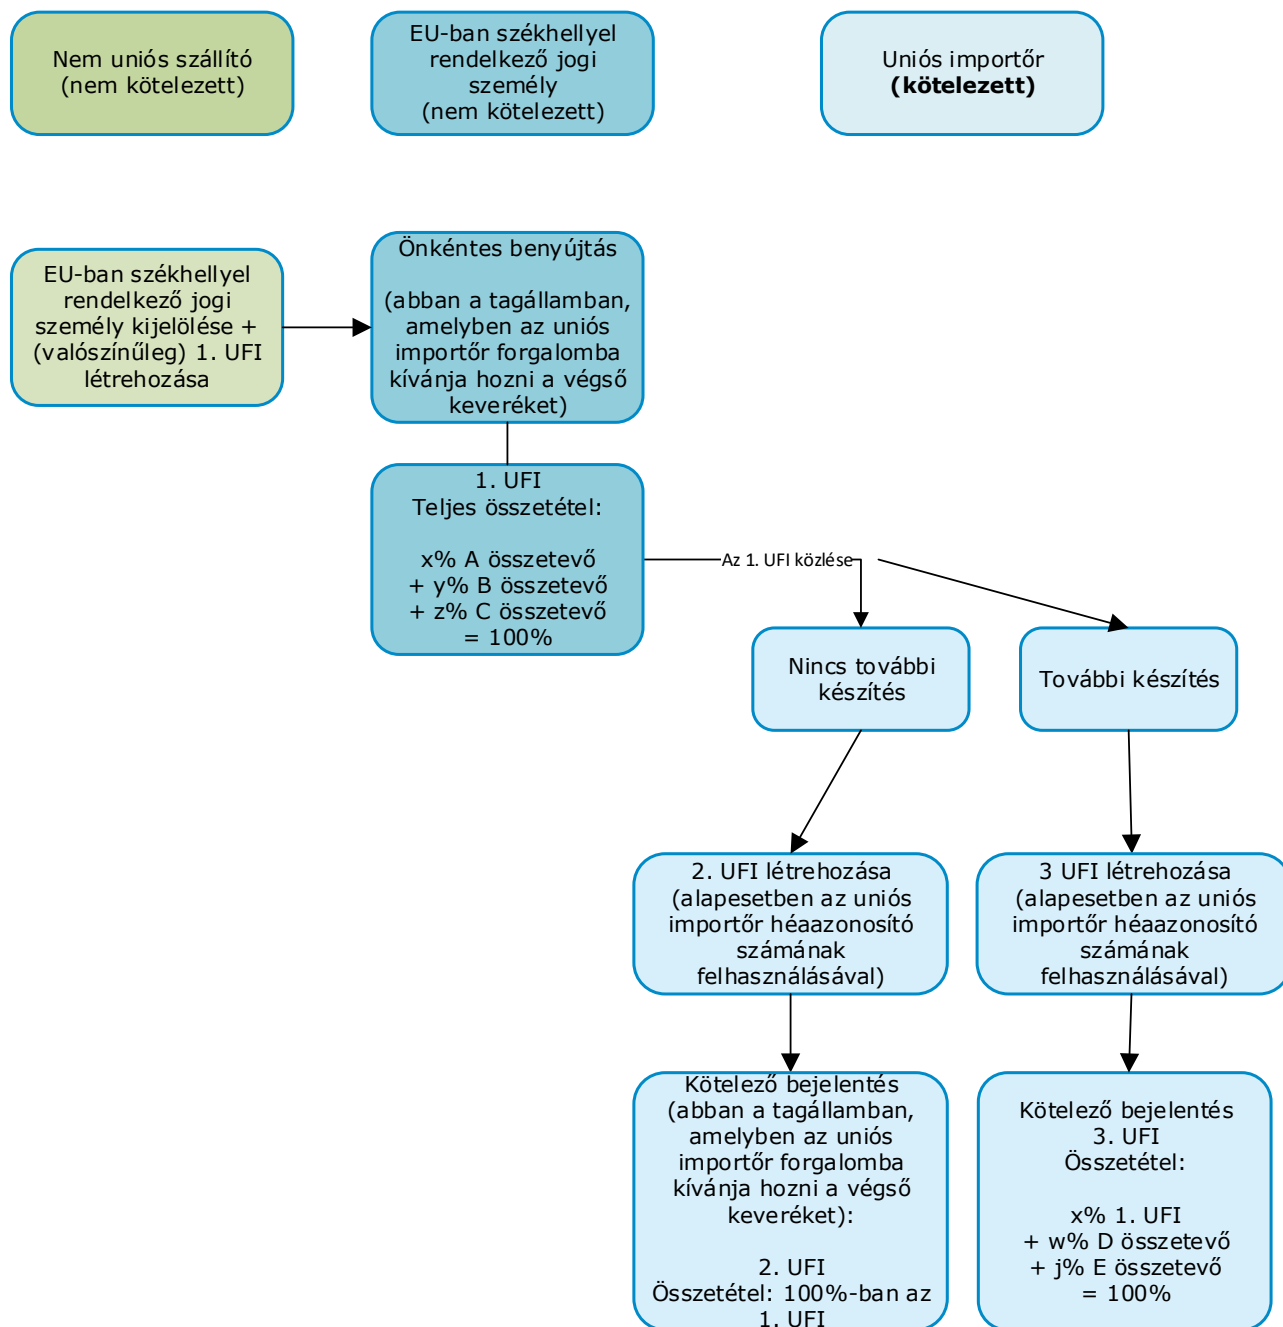 Nem uniós szállító
(nem kötelezett)
EU-ban székhellyel
rendelkező jogi
személy
(nem kötelezett)
Uniós importőr
(kötelezett)
EU-ban székhellyel
rendelkező jogi
személy kijelölése +
(valószínűleg) 1. UFI
létrehozása
Önkéntes benyújtás
(abban a tagállamban,
amelyben az uniós
importőr forgalomba
kívánja hozni a végső
keveréket)
1. UFI
Teljes összetétel:
x% A összetevő
+ y% B összetevő
+ z% C összetevő
= 100%
Az 1. UFI közlése
Nincs további
készítés
További készítés
2. UFI létrehozása
(alapesetben az uniós
importőr héaazonosító
számának
felhasználásával)
3 UFI létrehozása
(alapesetben az uniós
importőr héaazonosító
számának
felhasználásával)
Kötelező bejelentés
(abban a tagállamban,
amelyben az uniós
importőr forgalomba
kívánja hozni a végső
keveréket):
2. UFI
Összetétel: 100%-ban az
1. UFI
Kötelező bejelentés
3. UFI
Összetétel:
x% 1. UFI
+ w% D összetevő
+ j% E összetevő
= 100%